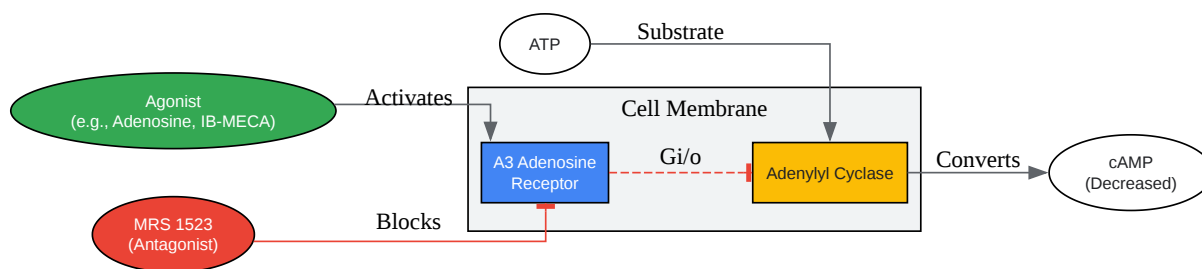 ATP
Substrate
Agonist
(e.g., Adenosine, IB-MECA)
Activates
Cell Membrane
A3 Adenosine
Receptor
Gi/o
Adenylyl Cyclase
Converts
cAMP
(Decreased)
MRS 1523
(Antagonist)
Blocks